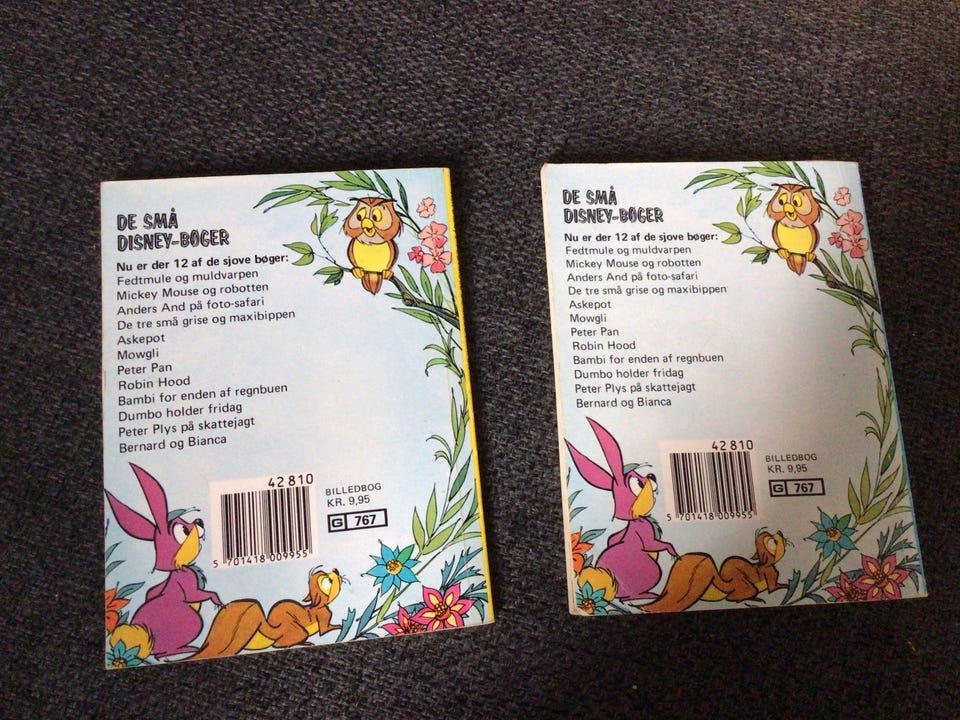 DE SMÅ
DISNEY-BØGER
Nu er der 12 af de sjove bøger:
Fedtmule og muldvarpen
Mickey Mouse og robotten
Anders And på foto-safari
De tre små grise og maxibippen
Askepot
Mowgli
Peter Pan
Robin Hood
Bambi for enden af regnbuen
Dumbo holder fridag
Peter Plys på skattejagt
Bernard og Bianca
42810
5 701418 009955
BILLEDBOG
KR. 9,95
G 767
DE SMÅ
DISNEY-BØGER
Nu er der 12 af de sjove bøger:
Fedtmule og muldvarpen
Mickey Mouse og robotten
Anders And på foto-safari
De tre små grise og maxibippen
Askepot
Mowgli
Peter Pan
Robin Hood
Bambi for enden af regnbuen
Dumbo holder fridag
Peter Plys på skattejagt
Bernard og Bianca
42810
5 701418 009955
BILLEDBOG
KR. 9,95
G 767